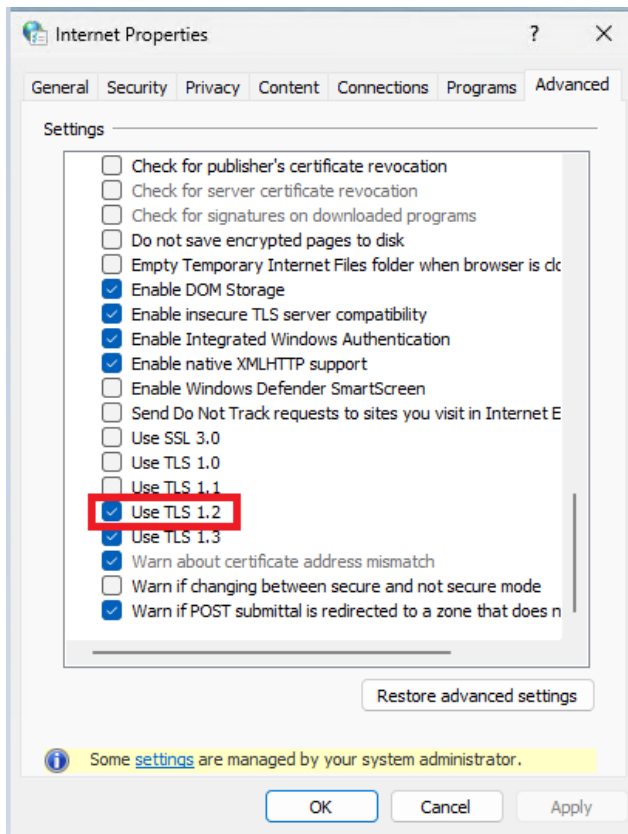 Internet Properties ?
General Security Privacy Content Connections Programs Advanced
Settings
Check for publisher's certificate revocation
Check for server certificate revocation
Check for signatures on downloaded programs
Do not save encrypted pages to disk
Empty Temporary Internet Files folder when browser is clc
Enable DOM Storage
Enable insecure TLS server compatibility
Enable Integrated Windows Authentication
Enable native XMLHTTP support
Enable Windows Defender SmartScreen
Send Do Not Track requests to sites you visit in Internet E
Use SSL 3.0
Use TLS 1.0
Use TLS 1.1
Use TLS 1.2
Use TLS 1.3
Warn about certificate address mismatch
Warn if changing between secure and not secure mode
Warn if POST submittal is redirected to a zone that does n
Restore advanced settings
Some settings are managed by your system administrator.
OK Cancel Apply